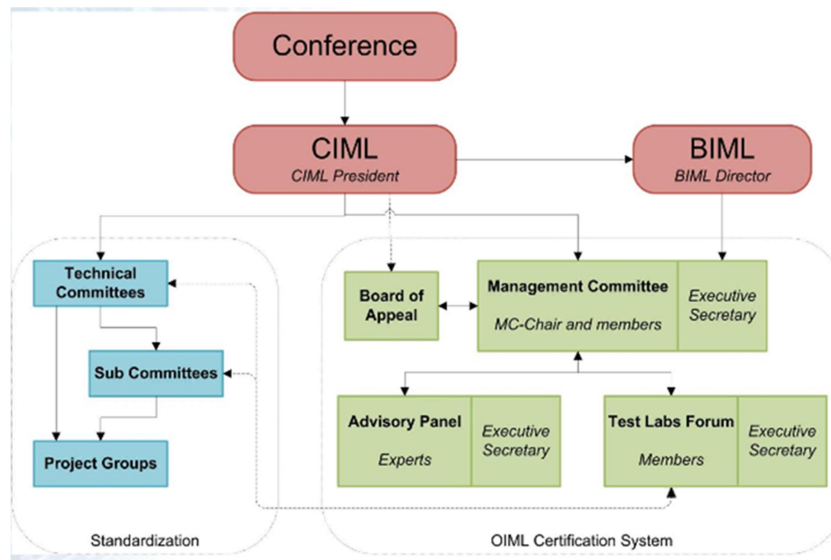 Conference
CIML
CIML President
BIML
BIML Director
Technical
Committees
Sub Committees
Project Groups
Standardization
Board of
Appeal
Management Committee
MC-Chair and members
Executive
Secretary
Advisory Panel
Experts
Executive
Secretary
Test Labs Forum
Members
Executive
Secretary
OIML Certification System